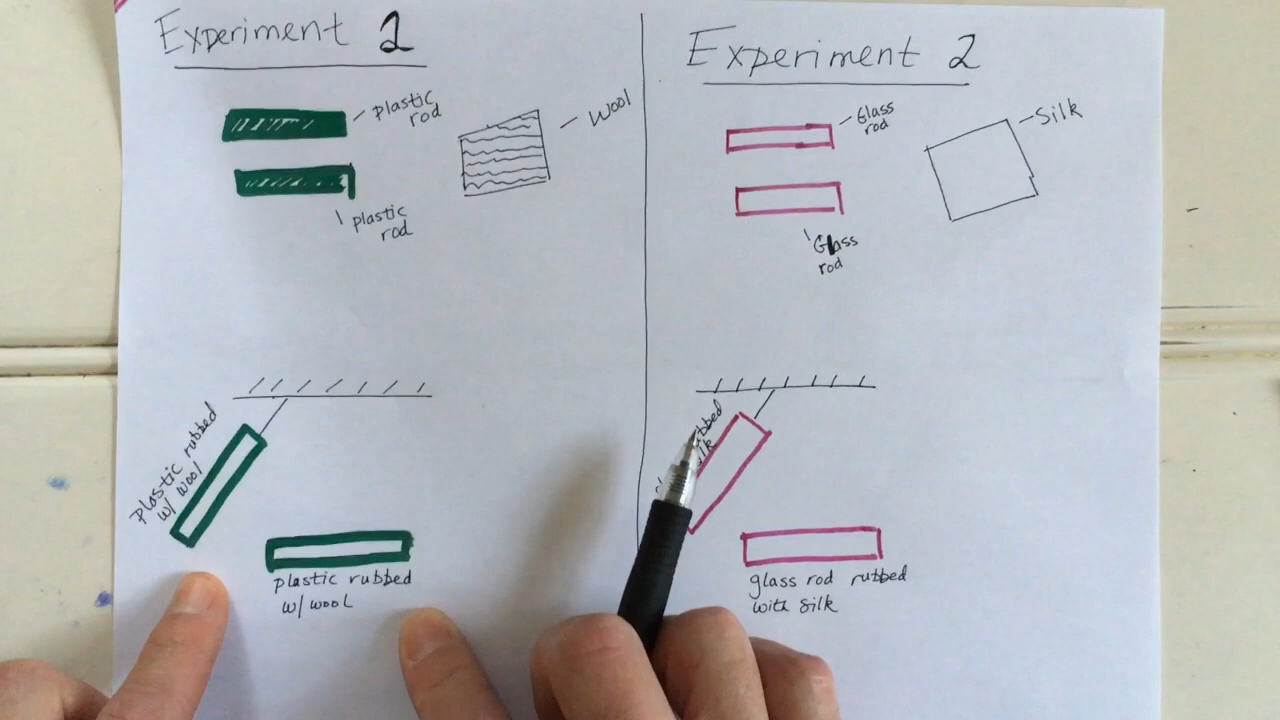 Experiment 1
plastic
rod
Wool
plastic
rod
plastic rubbed
w/ wool
plastic rubbed
w/ wool
Experiment 2
Glass
rod
Silk
Glass
rod
glass rod rubbed
with silk